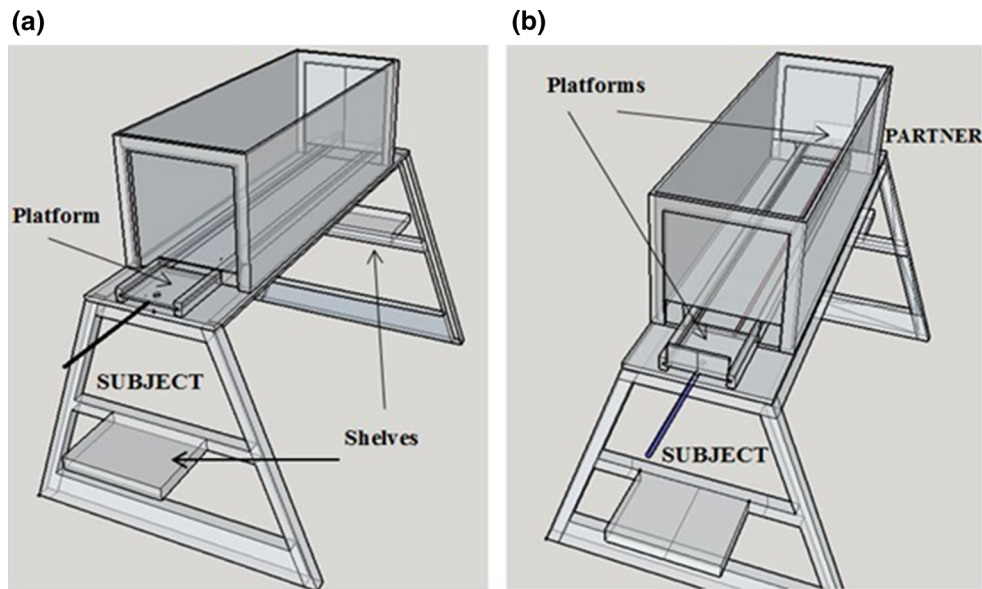 (a)
Platform
SUBJECT
Shelves
(b)
Platforms
PARTNER
SUBJECT